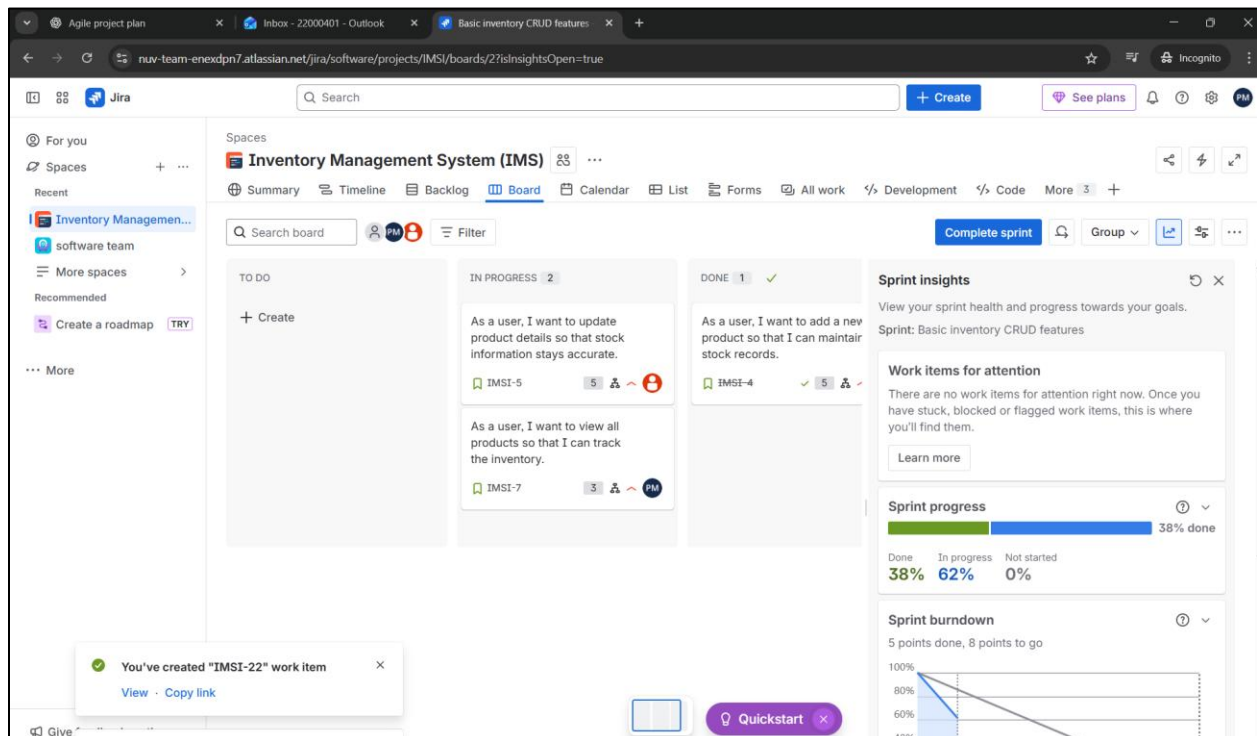 Agile project plan
Inbox - 22000401 - Outlook
Basic inventory CRUD features
nuv-team-enexdpn7.atlassian.net/jira/software/projects/IMSI/boards/2?isInsightsOpen=true
Incognito
Jira
Search
+ Create
See plans
PM
For you
Spaces
Recent
Inventory Managemen...
software team
More spaces
Recommended
Create a roadmap TRY
More
Spaces
Inventory Management System (IMS)
Summary Timeline Backlog Board Calendar List Forms All work Development Code More 3 +
Search board PM Filter
Complete sprint Group
TO DO
+ Create
IN PROGRESS 2
As a user, I want to update
product details so that stock
information stays accurate.
IMSI-5 5
As a user, I want to view all
products so that I can track
the inventory.
IMSI-7 3 PM
DONE 1
As a user, I want to add a new
product so that I can maintain
stock records.
IMSI-4 5
Sprint insights
View your sprint health and progress towards your goals.
Sprint: Basic inventory CRUD features
Work items for attention
There are no work items for attention right now. Once you
have stuck, blocked or flagged work items, this is where
you'll find them.
Learn more
Sprint progress
38% done
Done In progress Not started
38% 62% 0%
Sprint burndown
5 points done, 8 points to go
100%
80%
60%
You've created "IMSI-22" work item
View · Copy link
Quickstart
Give